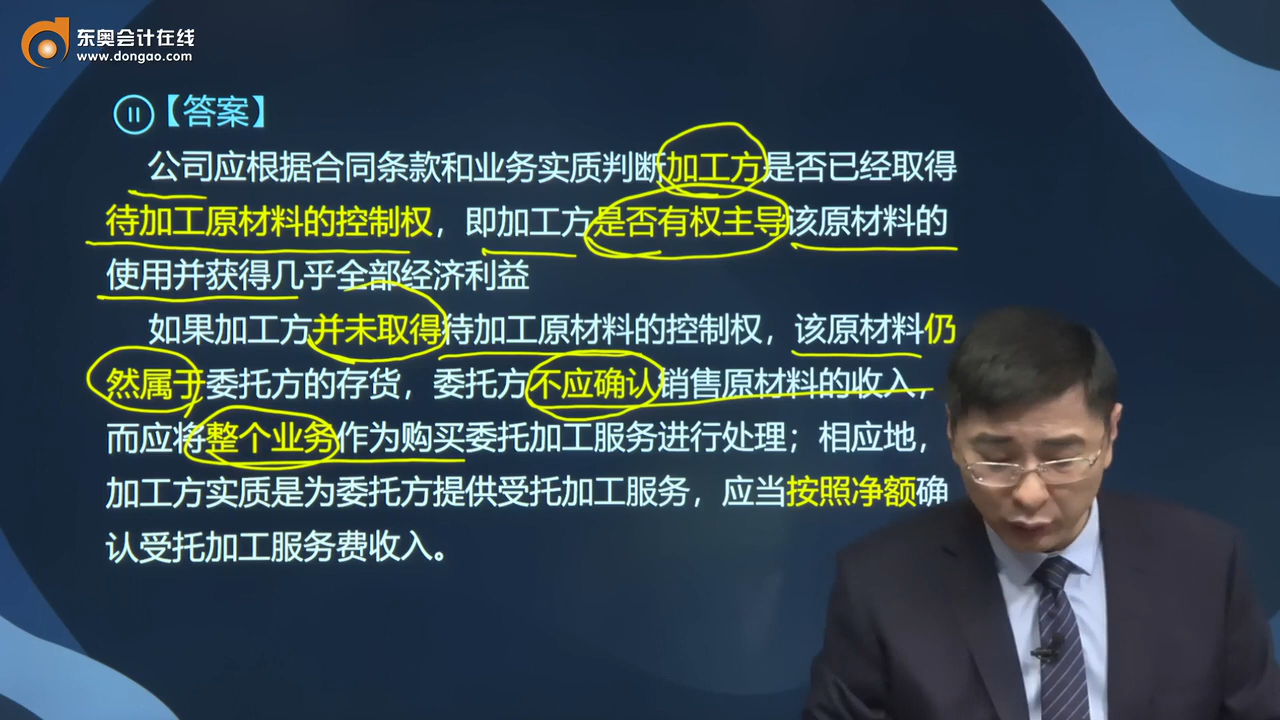 东奥会计在线
www.dongao.com
【答案】
公司应根据合同条款和业务实质判断加工方是否已经取得
待加工原材料的控制权，即加工方是否有权主导该原材料的
使用并获得几乎全部经济利益
如果加工方并未取得待加工原材料的控制权，该原材料仍
然属于委托方的存货，委托方不应确认销售原材料的收入，
而应将整个业务作为购买委托加工服务进行处理；相应地，
加工方实质是为委托方提供受托加工服务，应当按照净额确
认受托加工服务费收入。